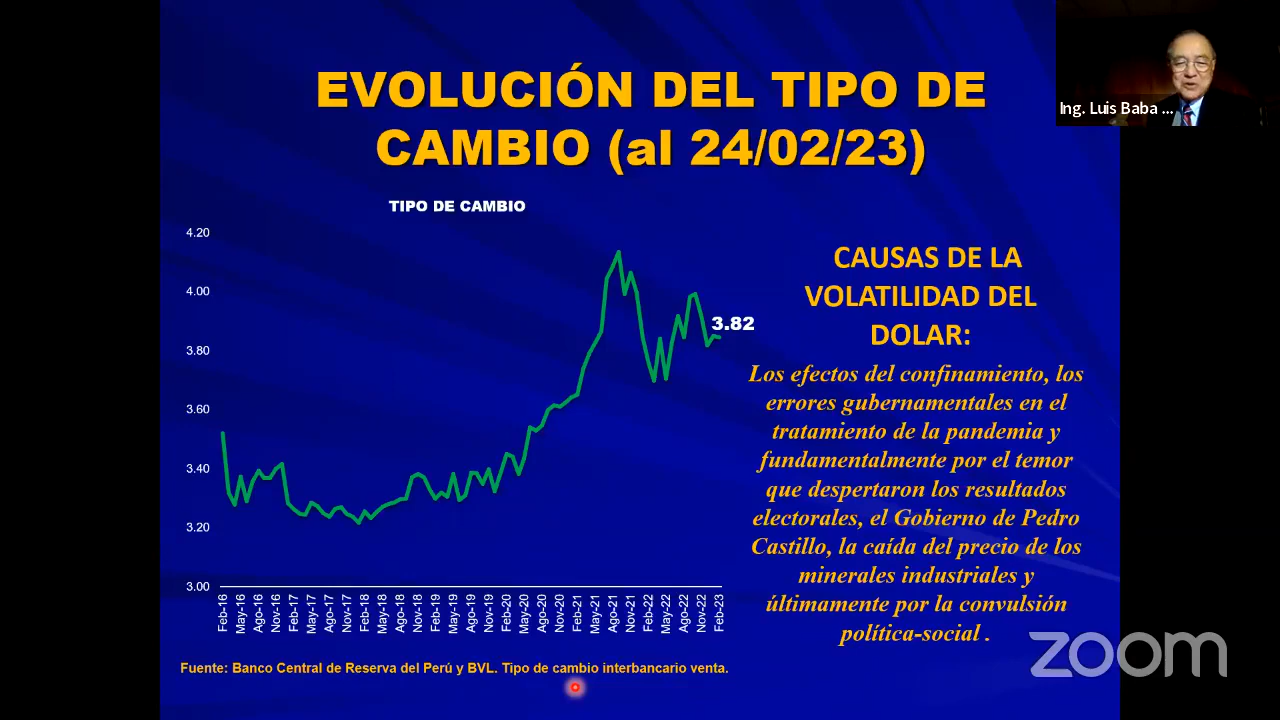 EVOLUCIÓN DEL TIPO DE
CAMBIO (al 24/02/23)
Ing. Luis Baba ...
TIPO DE CAMBIO
4.20
4.00
3.80
3.60
3.40
3.20
3.00
3.82
Feb-16
May-16
Ago-16
Nov-16
Feb-17
May-17
Ago-17
Nov-17
Feb-18
May-18
Ago-18
Nov-18
Feb-19
May-19
Ago-19
Nov-19
Feb-20
May-20
Ago-20
Nov-20
Feb-21
May-21
Ago-21
Nov-21
Feb-22
May-22
Ago-22
Nov-22
Feb-23
CAUSAS DE LA
VOLATILIDAD DEL
DOLAR:
Los efectos del confinamiento, los
errores gubernamentales en el
tratamiento de la pandemia y
fundamentalmente por el temor
que despertaron los resultados
electorales, el Gobierno de Pedro
Castillo, la caída del precio de los
minerales industriales y
últimamente por la convulsión
política-social .
Fuente: Banco Central de Reserva del Perú y BVL. Tipo de cambio interbancario venta.
zoom